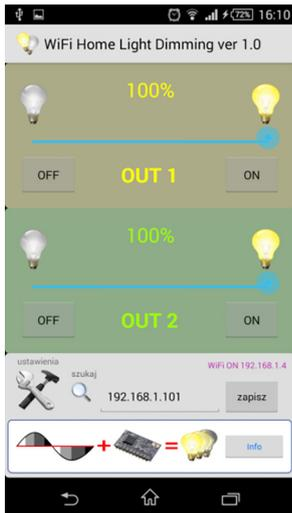 72% 16:10
WiFi Home Light Dimming ver 1.0
100%
OFF OUT 1 ON
100%
OFF OUT 2 ON
ustawienia
szukaj
WiFi ON 192.168.1.4
192.168.1.101 zapisz
+ = Info